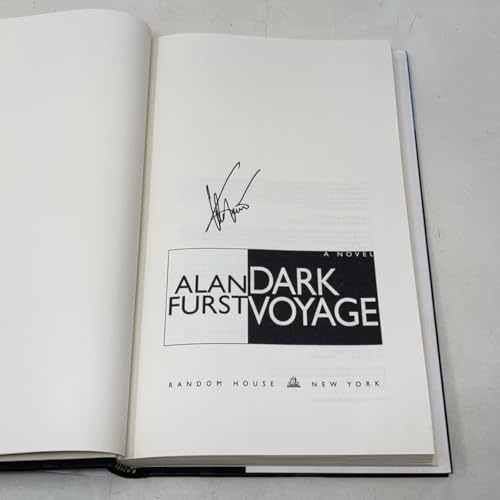 A NOVEL
ALAN DARK
FURST VOYAGE
RANDOM HOUSE NEW YORK